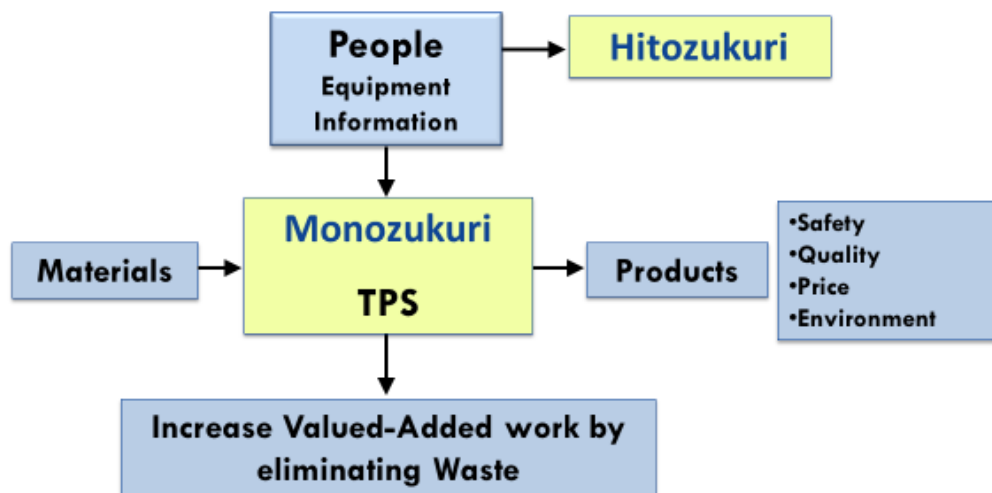 People
Equipment
Information
Hitozukuri
Monozukuri
TPS
Materials
Products
•Safety
•Quality
•Price
•Environment
Increase Valued-Added work by
eliminating Waste